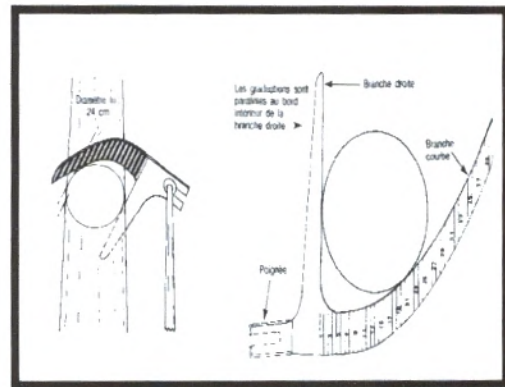 Diamètre lu
24 cm
Les graduations sont
parallèles au bord
intérieur de la
branche droite
Branche droite
Branche
courbe
Poignée